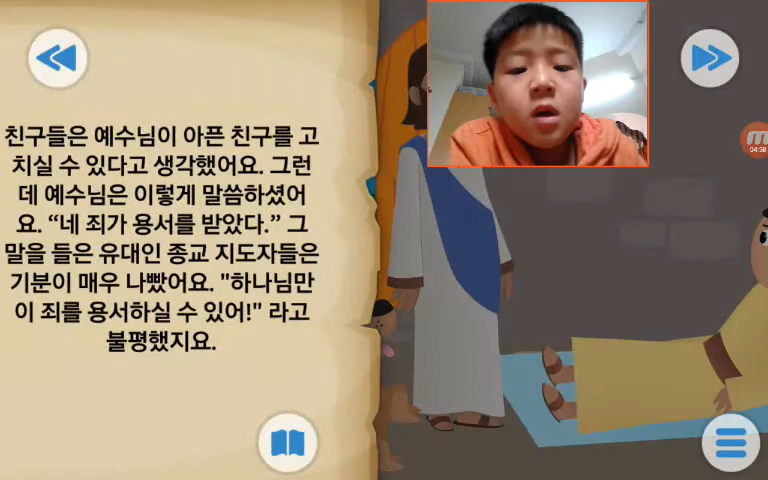 친구들은 예수님이 아픈 친구를 고
치실 수 있다고 생각했어요. 그런
데 예수님은 이렇게 말씀하셨어
요. “네 죄가 용서를 받았다.” 그
말을 들은 유대인 종교 지도자들은
기분이 매우 나빴어요. "하나님만
이 죄를 용서하실 수 있어!" 라고
불평했지요.
04:58